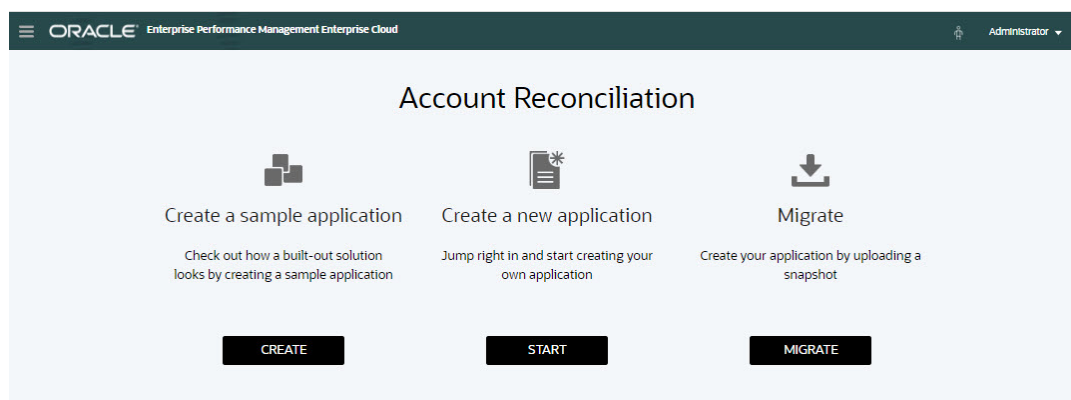 ORACLE® Enterprise Performance Management Enterprise Cloud
Administrator
Account Reconciliation
Create a sample application
Check out how a built-out solution
looks by creating a sample application
CREATE
Create a new application
Jump right in and start creating your
own application
START
Migrate
Create your application by uploading a
snapshot
MIGRATE